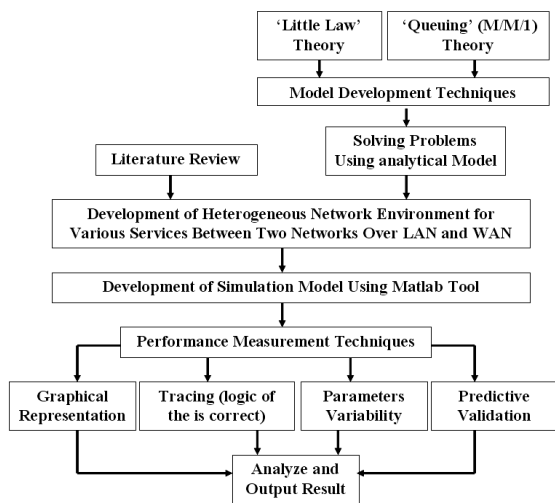 ‘Little Law’
Theory
‘Queuing’ (M/M/1)
Theory
Model Development Techniques
Solving Problems
Using analytical Model
Literature Review
Development of Heterogeneous Network Environment for
Various Services Between Two Networks Over LAN and WAN
Development of Simulation Model Using Matlab Tool
Performance Measurement Techniques
Graphical
Representation
Tracing (logic of
the is correct)
Parameters
Variability
Predictive
Validation
Analyze and
Output Result